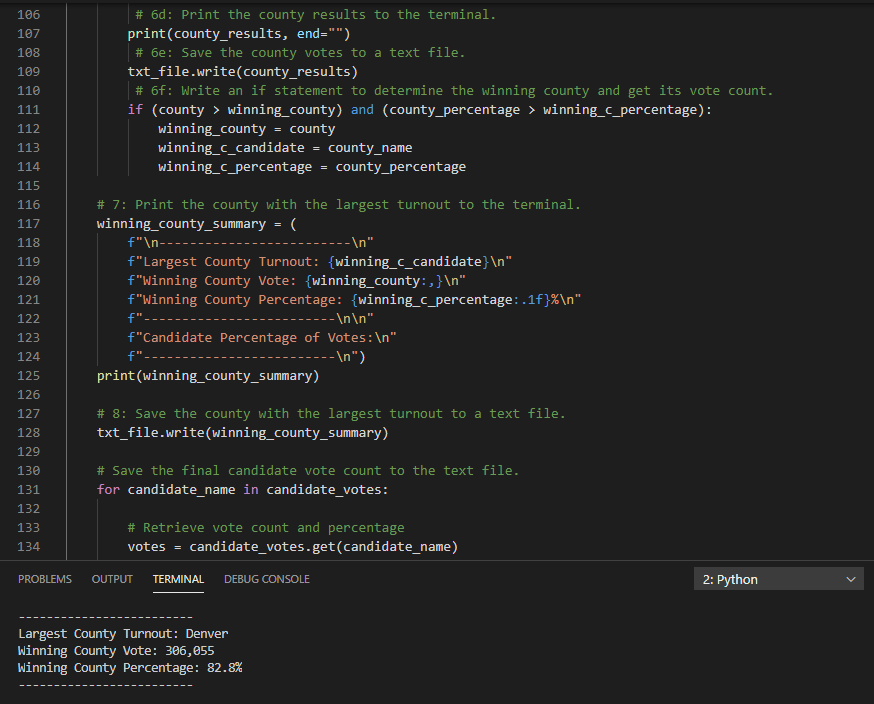 106 # 6d: Print the county results to the terminal.
107 print(county_results, end="")
108 # 6e: Save the county votes to a text file.
109 txt_file.write(county_results)
110 # 6f: Write an if statement to determine the winning county and get its vote count.
111 if (county > winning_county) and (county_percentage > winning_c_percentage):
112 winning_county = county
113 winning_c_candidate = county_name
114 winning_c_percentage = county_percentage
115
116 # 7: Print the county with the largest turnout to the terminal.
117 winning_county_summary = (
118 f"\n-------------------------\n"
119 f"Largest County Turnout: {winning_c_candidate}\n"
120 f"Winning County Vote: {winning_county:,}\n"
121 f"Winning County Percentage: {winning_c_percentage:.1f}%\n"
122 f"-------------------------\n\n"
123 f"Candidate Percentage of Votes:\n"
124 f"-------------------------\n")
125 print(winning_county_summary)
126
127 # 8: Save the county with the largest turnout to a text file.
128 txt_file.write(winning_county_summary)
129
130 # Save the final candidate vote count to the text file.
131 for candidate_name in candidate_votes:
132
133 # Retrieve vote count and percentage
134 votes = candidate_votes.get(candidate_name)
PROBLEMS OUTPUT TERMINAL DEBUG CONSOLE 2: Python
-------------------------
Largest County Turnout: Denver
Winning County Vote: 306,055
Winning County Percentage: 82.8%
-------------------------